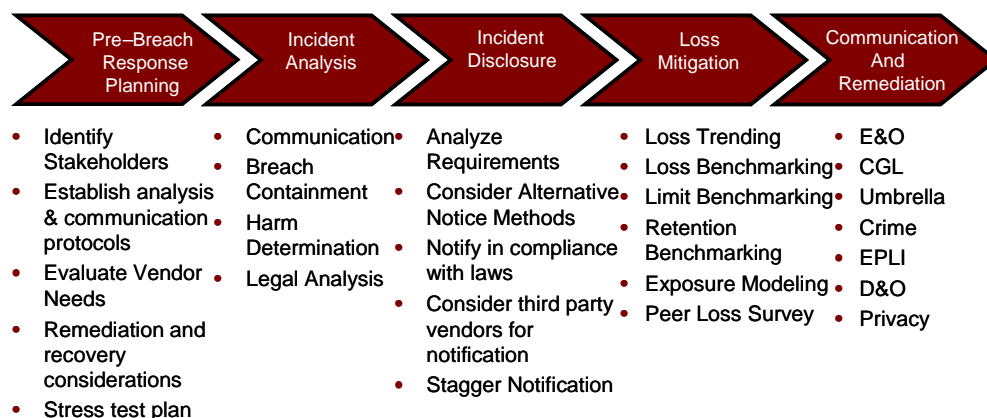 Pre–Breach
Response
Planning
Incident
Analysis
Incident
Disclosure
Loss
Mitigation
Communication
And
Remediation
• Identify
Stakeholders
• Establish analysis
& communication
protocols
• Evaluate Vendor
Needs
• Remediation and
recovery
considerations
• Stress test plan
• Communication
• Breach
Containment
• Harm
Determination
• Legal Analysis
• Analyze
Requirements
• Consider Alternative
Notice Methods
• Notify in compliance
with laws
• Consider third party
vendors for
notification
• Stagger Notification
• Loss Trending
• Loss Benchmarking
• Limit Benchmarking
• Retention
Benchmarking
• Exposure Modeling
• Peer Loss Survey
• E&O
• CGL
• Umbrella
• Crime
• EPLI
• D&O
• Privacy